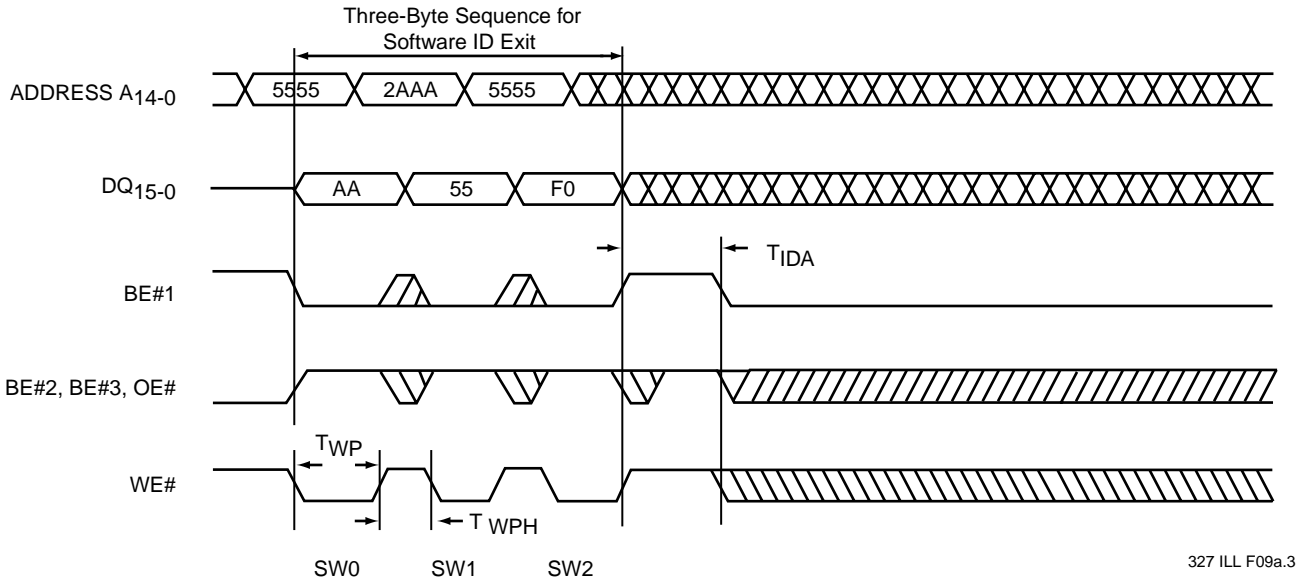 Three-Byte Sequence for
Software ID Exit
ADDRESS A14-0
5555
2AAA
5555
DQ15-0
AA
55
F0
TIDA
BE#1
BE#2, BE#3, OE#
TWP
WE#
T WPH
SW0
SW1
SW2
327 ILL F09a.3